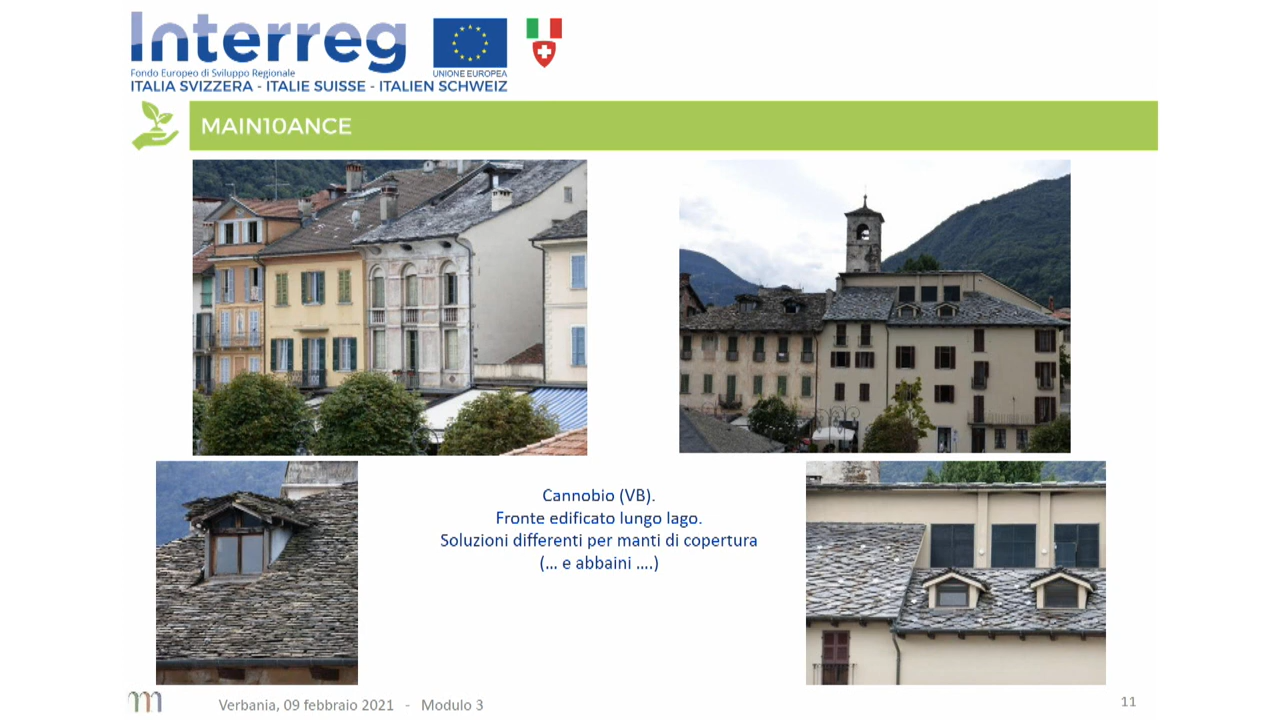 Interreg
Fondo Europeo di Sviluppo Regionale
UNIONE EUROPEA
ITALIA SVIZZERA - ITALIE SUISSE - ITALIEN SCHWEIZ
MAIN10ANCE
Cannobio (VB).
Fronte edificato lungo lago.
Soluzioni differenti per manti di copertura
(... e abbaini ....)
m
Verbania, 09 febbraio 2021 - Modulo 3
11